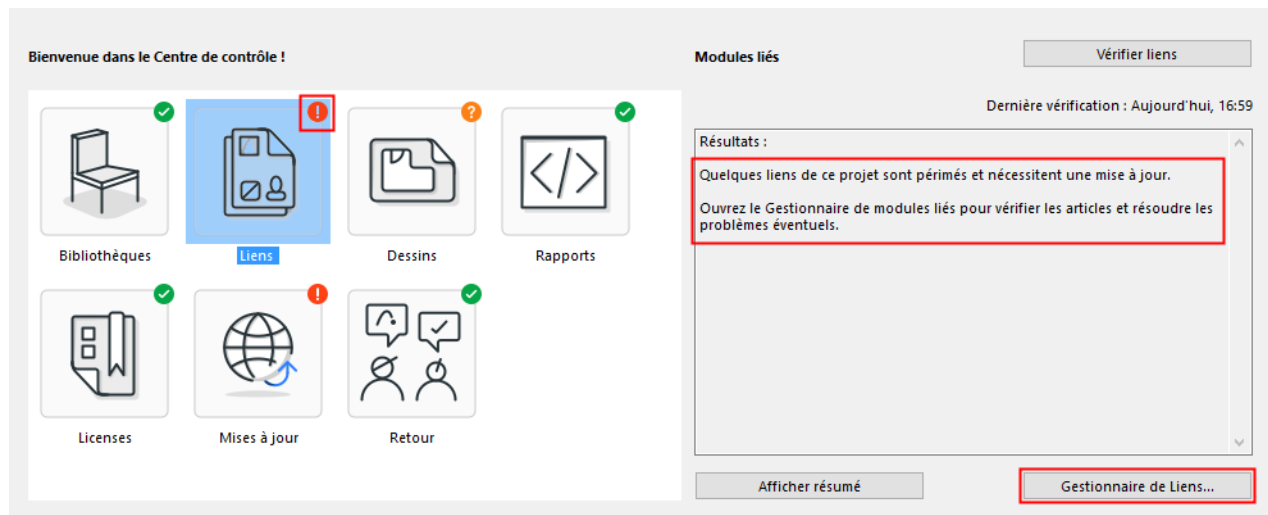 Bienvenue dans le Centre de contrôle !
Bibliothèques
Liens
Dessins
Rapports
Licenses
Mises à jour
Retour
Modules liés
Vérifier liens
Dernière vérification : Aujourd'hui, 16:59
Résultats :
Quelques liens de ce projet sont périmés et nécessitent une mise à jour.
Ouvrez le Gestionnaire de modules liés pour vérifier les articles et résoudre les
problèmes éventuels.
Afficher résumé
Gestionnaire de Liens...